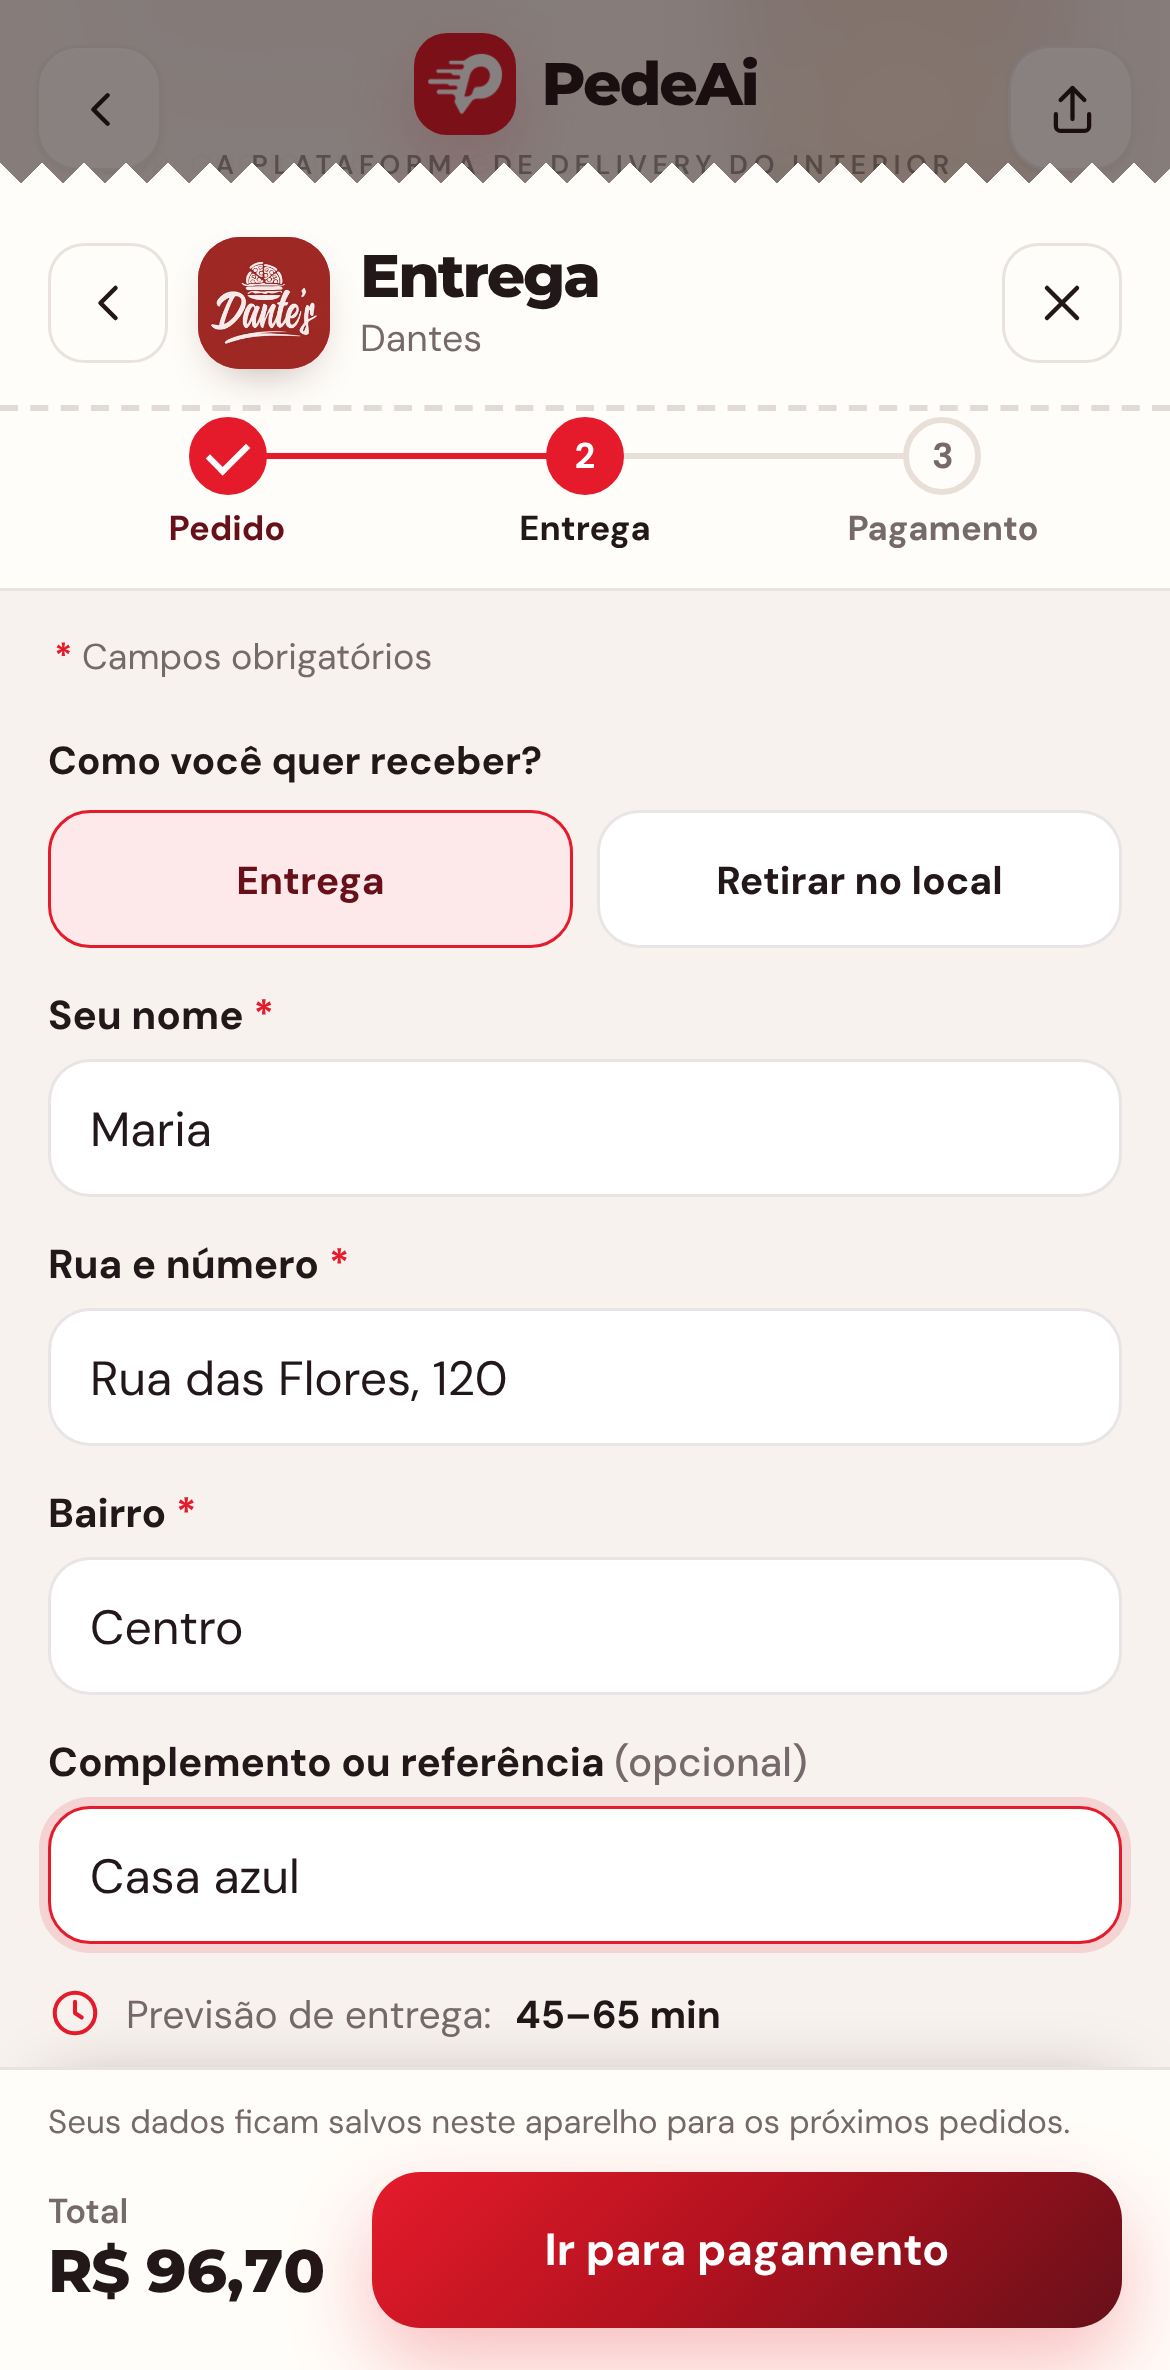 PedeAi
A PLATAFORMA DE DELIVERY DO INTERIOR
Dante's
Entrega
Dantes
2
3
Pedido
Entrega
Pagamento
* Campos obrigatórios
Como você quer receber?
Entrega
Retirar no local
Seu nome *
Maria
Rua e número *
Rua das Flores, 120
Bairro *
Centro
Complemento ou referência (opcional)
Casa azul
Previsão de entrega: 45–65 min
Seus dados ficam salvos neste aparelho para os próximos pedidos.
Total
R$ 96,70
Ir para pagamento